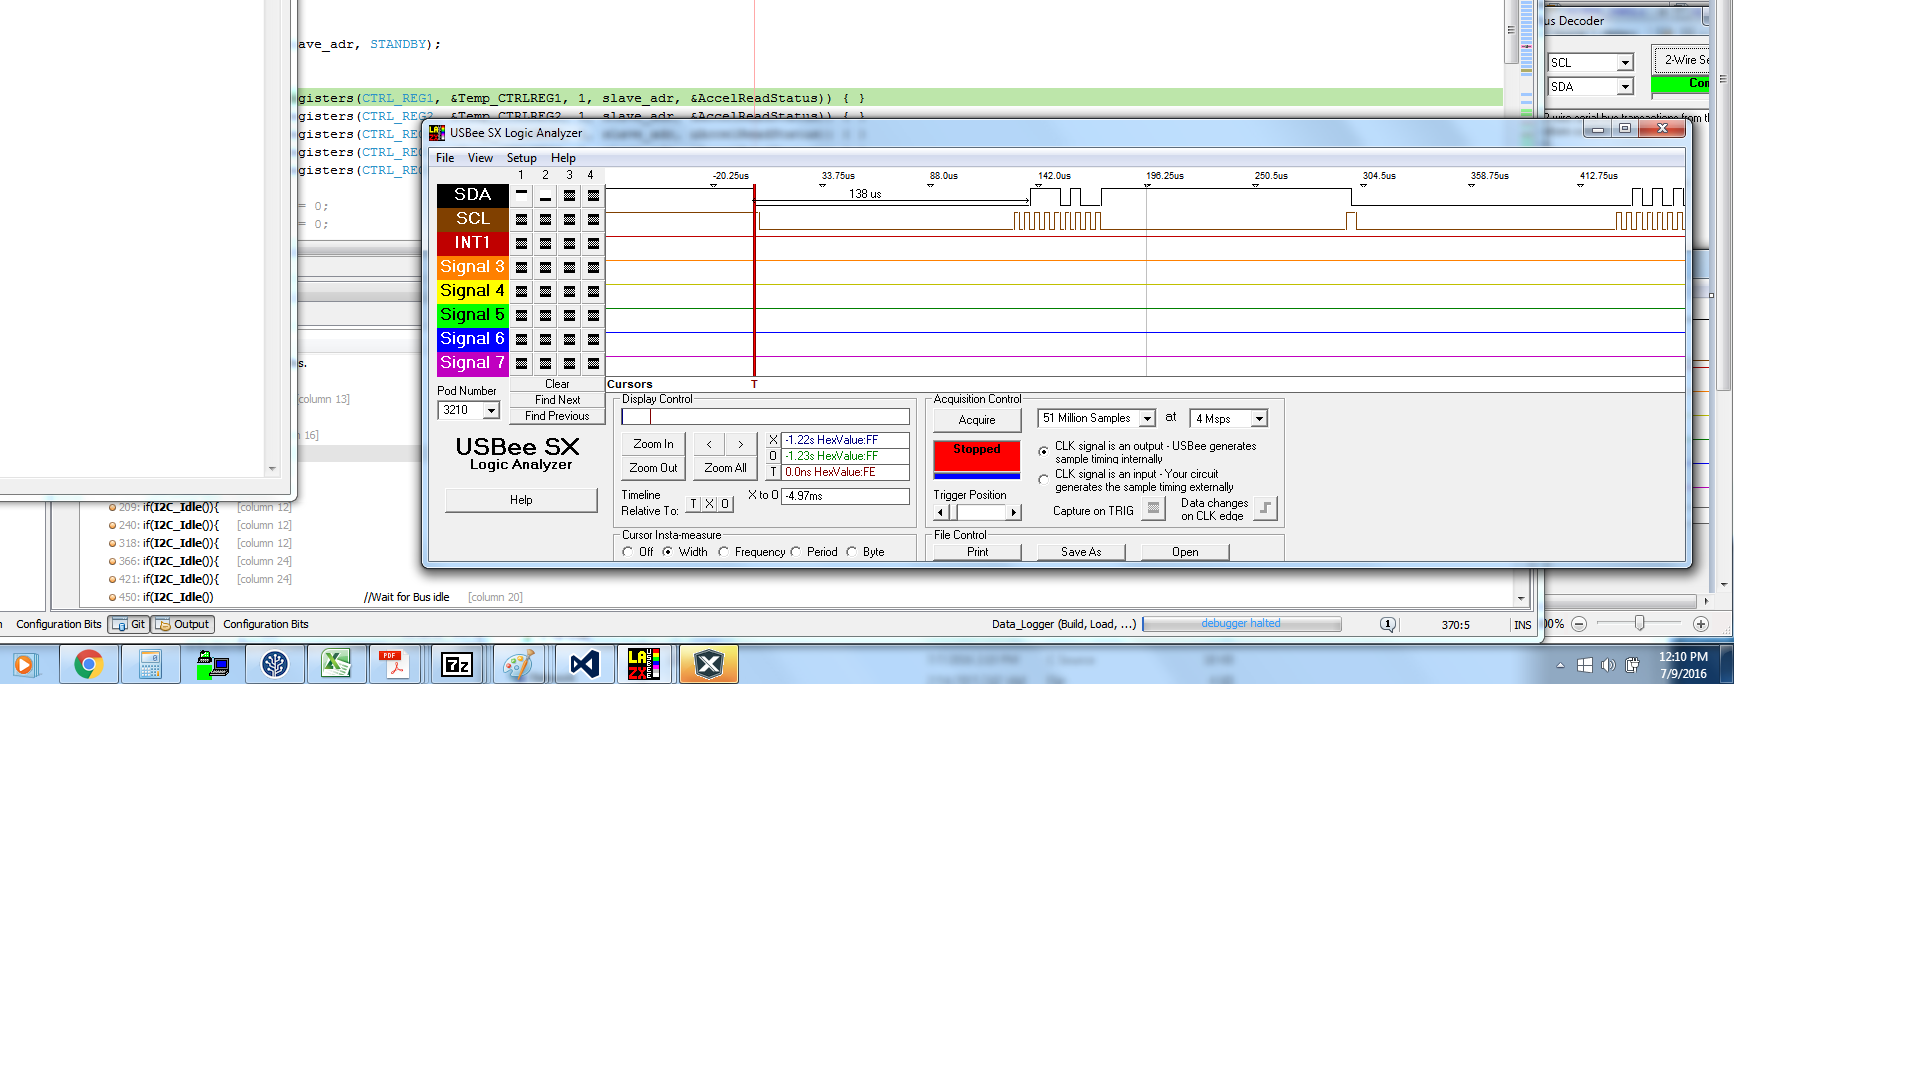 ave_adr, STANDBY);
us Decoder
SCL
2-Wire Se
SDA
Con
gisters(CTRL_REG1, &Temp_CTRLREG1, 1, slave_adr, &AccelReadStatus)) { }
gisters(CTRL_REG2, &Temp_CTRLREG2, 1, slave_adr, &AccelReadStatus)) { }
gisters(CTRL_REG
gisters(CTRL_REG
gisters(CTRL_REG
= 0;
= 0;
USBee SX Logic Analyzer
File View Setup Help
1 2 3 4
-20.25us 33.75us 88.0us 142.0us 196.25us 250.5us 304.5us 358.75us 412.75us
SDA
138 us
SCL
INT1
Signal 3
Signal 4
Signal 5
Signal 6
Signal 7
Clear
Cursors T
Pod Number
Find Next
3210
Find Previous
USBee SX
Logic Analyzer
Help
Display Control
Zoom In < >
Zoom Out Zoom All
X -1.22s HexValue:FF
O -1.23s HexValue:FF
T 0.0ns HexValue:FE
Timeline
Relative To: T X O
X to O -4.97ms
Cursor Insta-measure
Off Width Frequency Period Byte
Acquisition Control
Acquire 51 Million Samples at 4 Msps
Stopped
CLK signal is an output - USBee generates
sample timing internally
CLK signal is an input - Your circuit
generates the sample timing externally
Trigger Position
Capture on TRIG
Data changes
on CLK edge
File Control
Print Save As Open
s.
[column 13]
16]
209: if(I2C_Idle()){ [column 12]
240: if(I2C_Idle()){ [column 12]
318: if(I2C_Idle()){ [column 12]
366: if(I2C_Idle()){ [column 24]
421: if(I2C_Idle()){ [column 24]
450: if(I2C_Idle()) //Wait for Bus idle [column 20]
Configuration Bits Git Output Configuration Bits
Data_Logger (Build, Load, ...) debugger halted 1 370:5 INS
00%
PDF
7z
LA
ZX
USBEE
12:10 PM
7/9/2016